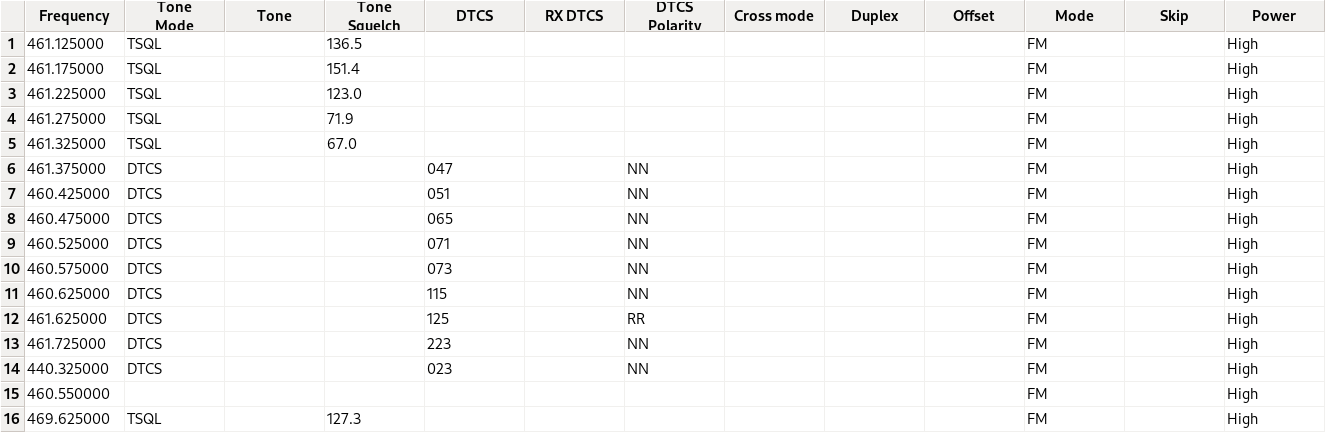 Frequency Tone Mode Tone Tone Squelch DTCS RX DTCS DTCS Polarity Cross mode Duplex Offset Mode Skip Power
1 461.125000 TSQL 136.5 FM High
2 461.175000 TSQL 151.4 FM High
3 461.225000 TSQL 123.0 FM High
4 461.275000 TSQL 71.9 FM High
5 461.325000 TSQL 67.0 FM High
6 461.375000 DTCS 047 NN FM High
7 460.425000 DTCS 051 NN FM High
8 460.475000 DTCS 065 NN FM High
9 460.525000 DTCS 071 NN FM High
10 460.575000 DTCS 073 NN FM High
11 460.625000 DTCS 115 NN FM High
12 461.625000 DTCS 125 RR FM High
13 461.725000 DTCS 223 NN FM High
14 440.325000 DTCS 023 NN FM High
15 460.550000 FM High
16 469.625000 TSQL 127.3 FM High